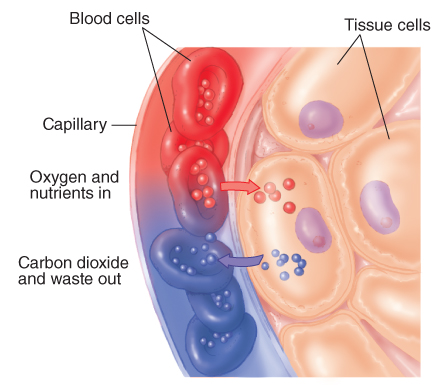 Blood cells
Tissue cells
Capillary
Oxygen and
nutrients in
Carbon dioxide
and waste out